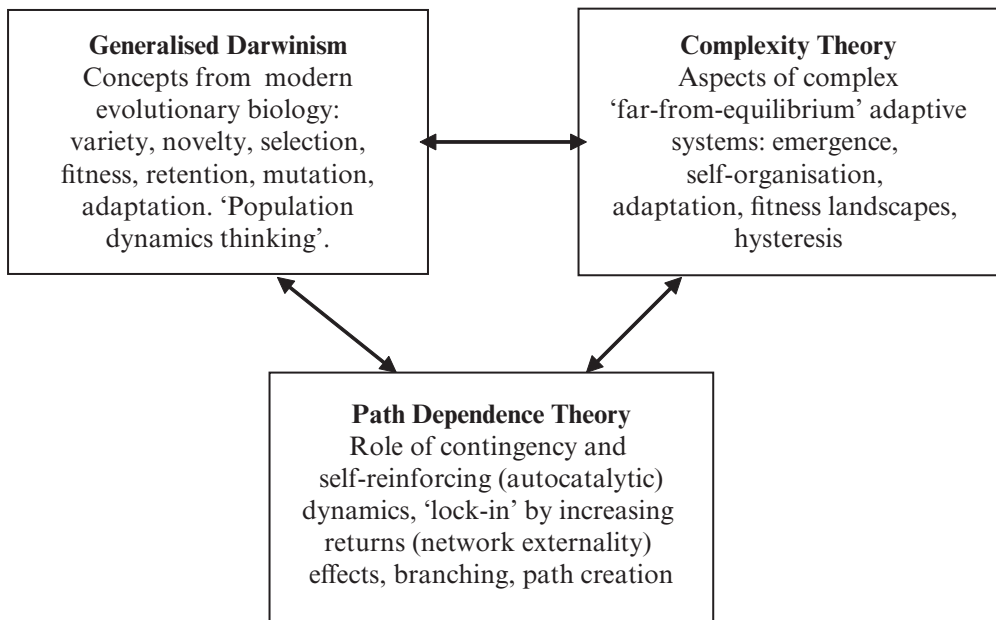 Generalised Darwinism
Concepts from modern
evolutionary biology:
variety, novelty, selection,
fitness, retention, mutation,
adaptation. ‘Population
dynamics thinking’.
Complexity Theory
Aspects of complex
‘far-from-equilibrium’ adaptive
systems: emergence,
self-organisation,
adaptation, fitness landscapes,
hysteresis
Path Dependence Theory
Role of contingency and
self-reinforcing (autocatalytic)
dynamics, ‘lock-in’ by increasing
returns (network externality)
effects, branching, path creation